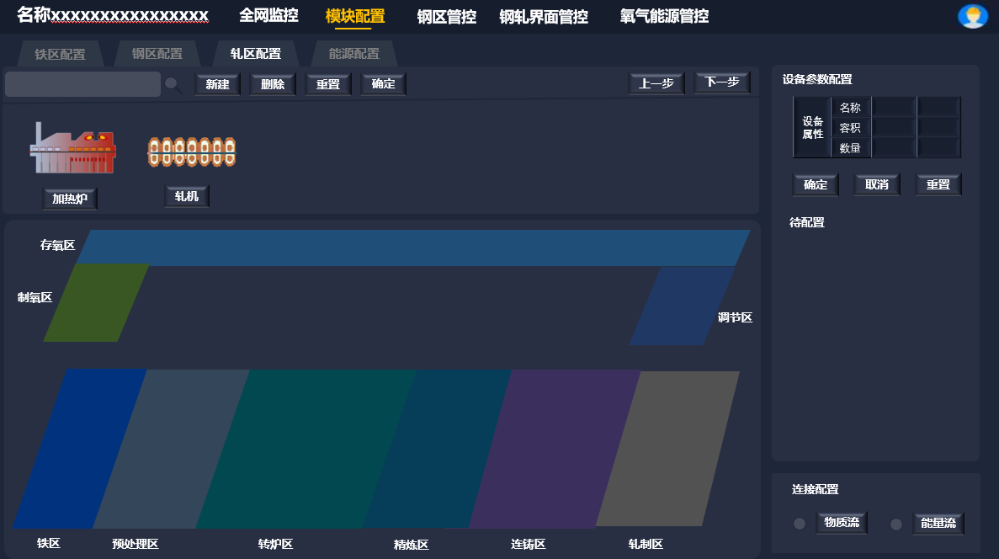 名称xxxxxxxxxxxxxxxxx 全网监控 模块配置 钢区管控 钢轧界面管控 氧气能源管控
铁区配置 钢区配置 轧区配置 能源配置
新建 删除 重置 确定 上一步 下一步
加热炉 轧机
设备参数配置
设备属性
名称
容积
数量
确定 取消 重置
待配置
存氧区
制氧区
调节区
铁区 预处理区 转炉区 精炼区 连铸区 轧制区
连接配置
物质流 能量流